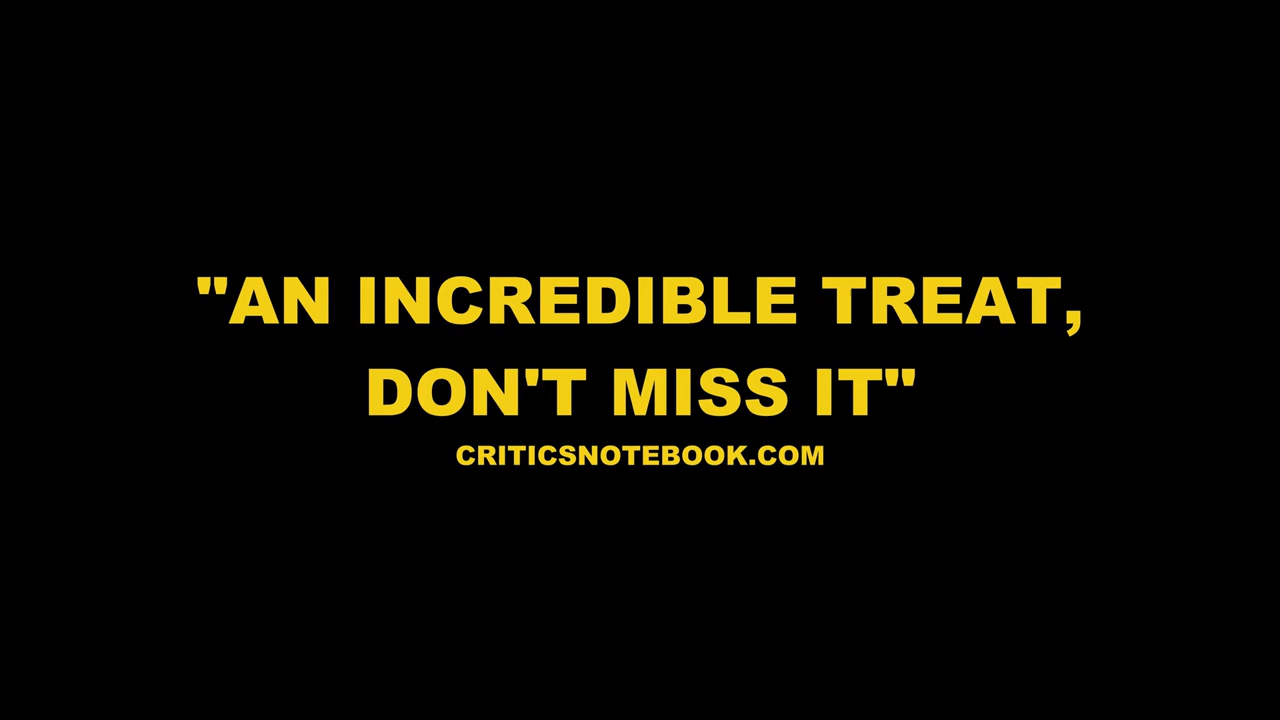 "AN INCREDIBLE TREAT,
DON'T MISS IT"
CRITICSNOTEBOOK.COM